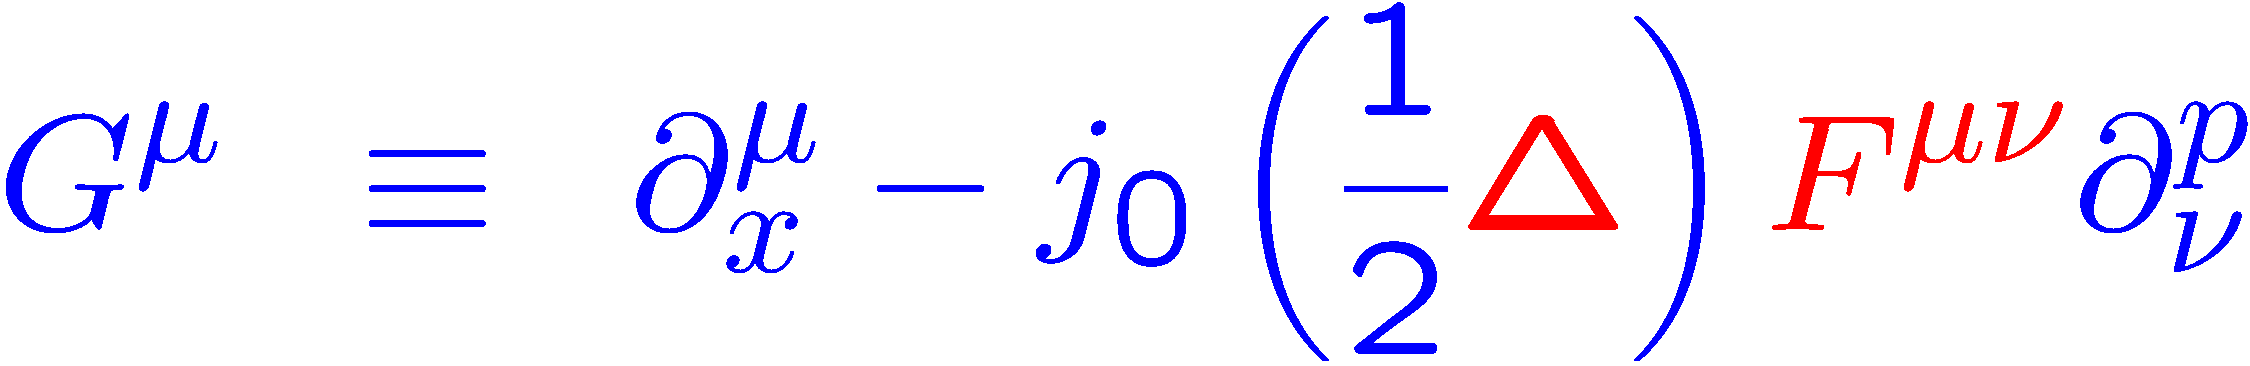 G^μ ≡ ∂_x^μ − j_0 (1/2 Δ) F^{μν} ∂_ν^p